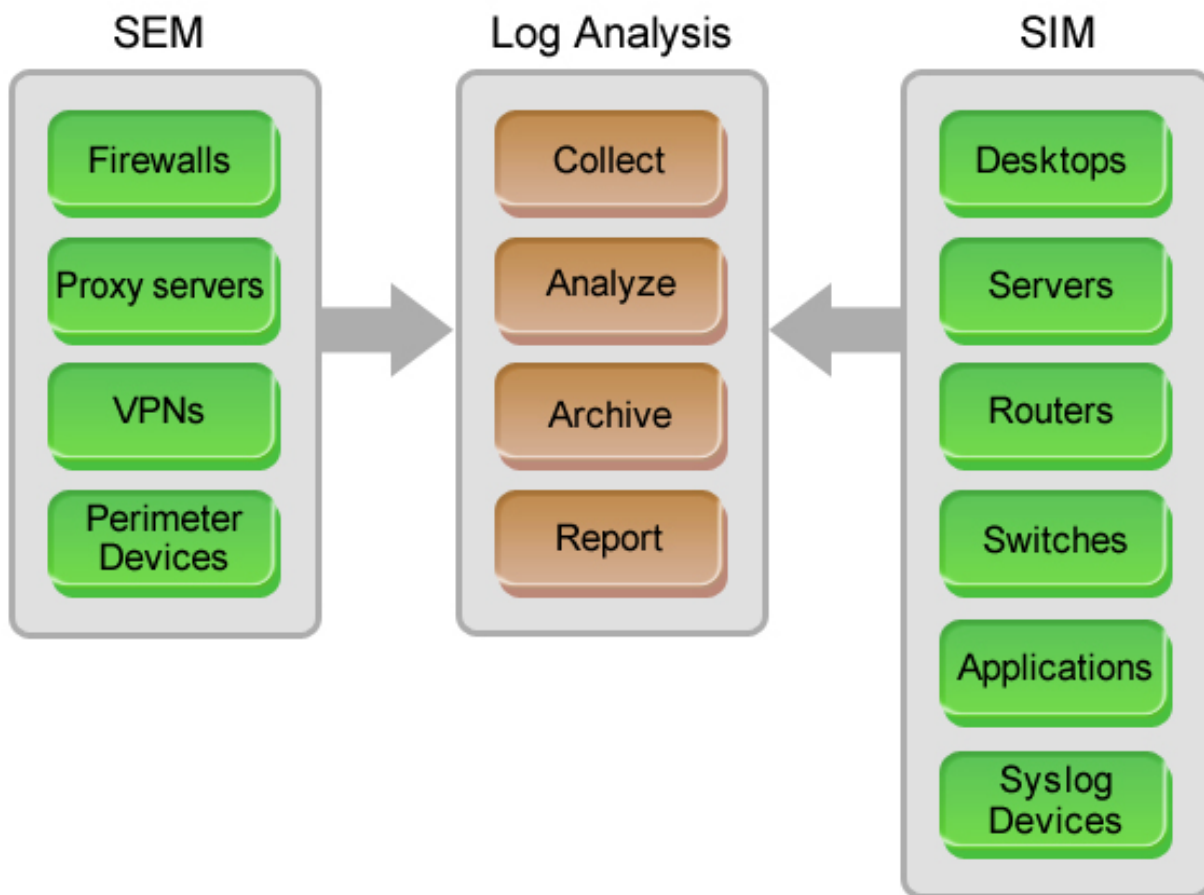 SEM
Firewalls
Proxy servers
VPNs
Perimeter
Devices
Log Analysis
Collect
Analyze
Archive
Report
SIM
Desktops
Servers
Routers
Switches
Applications
Syslog
Devices